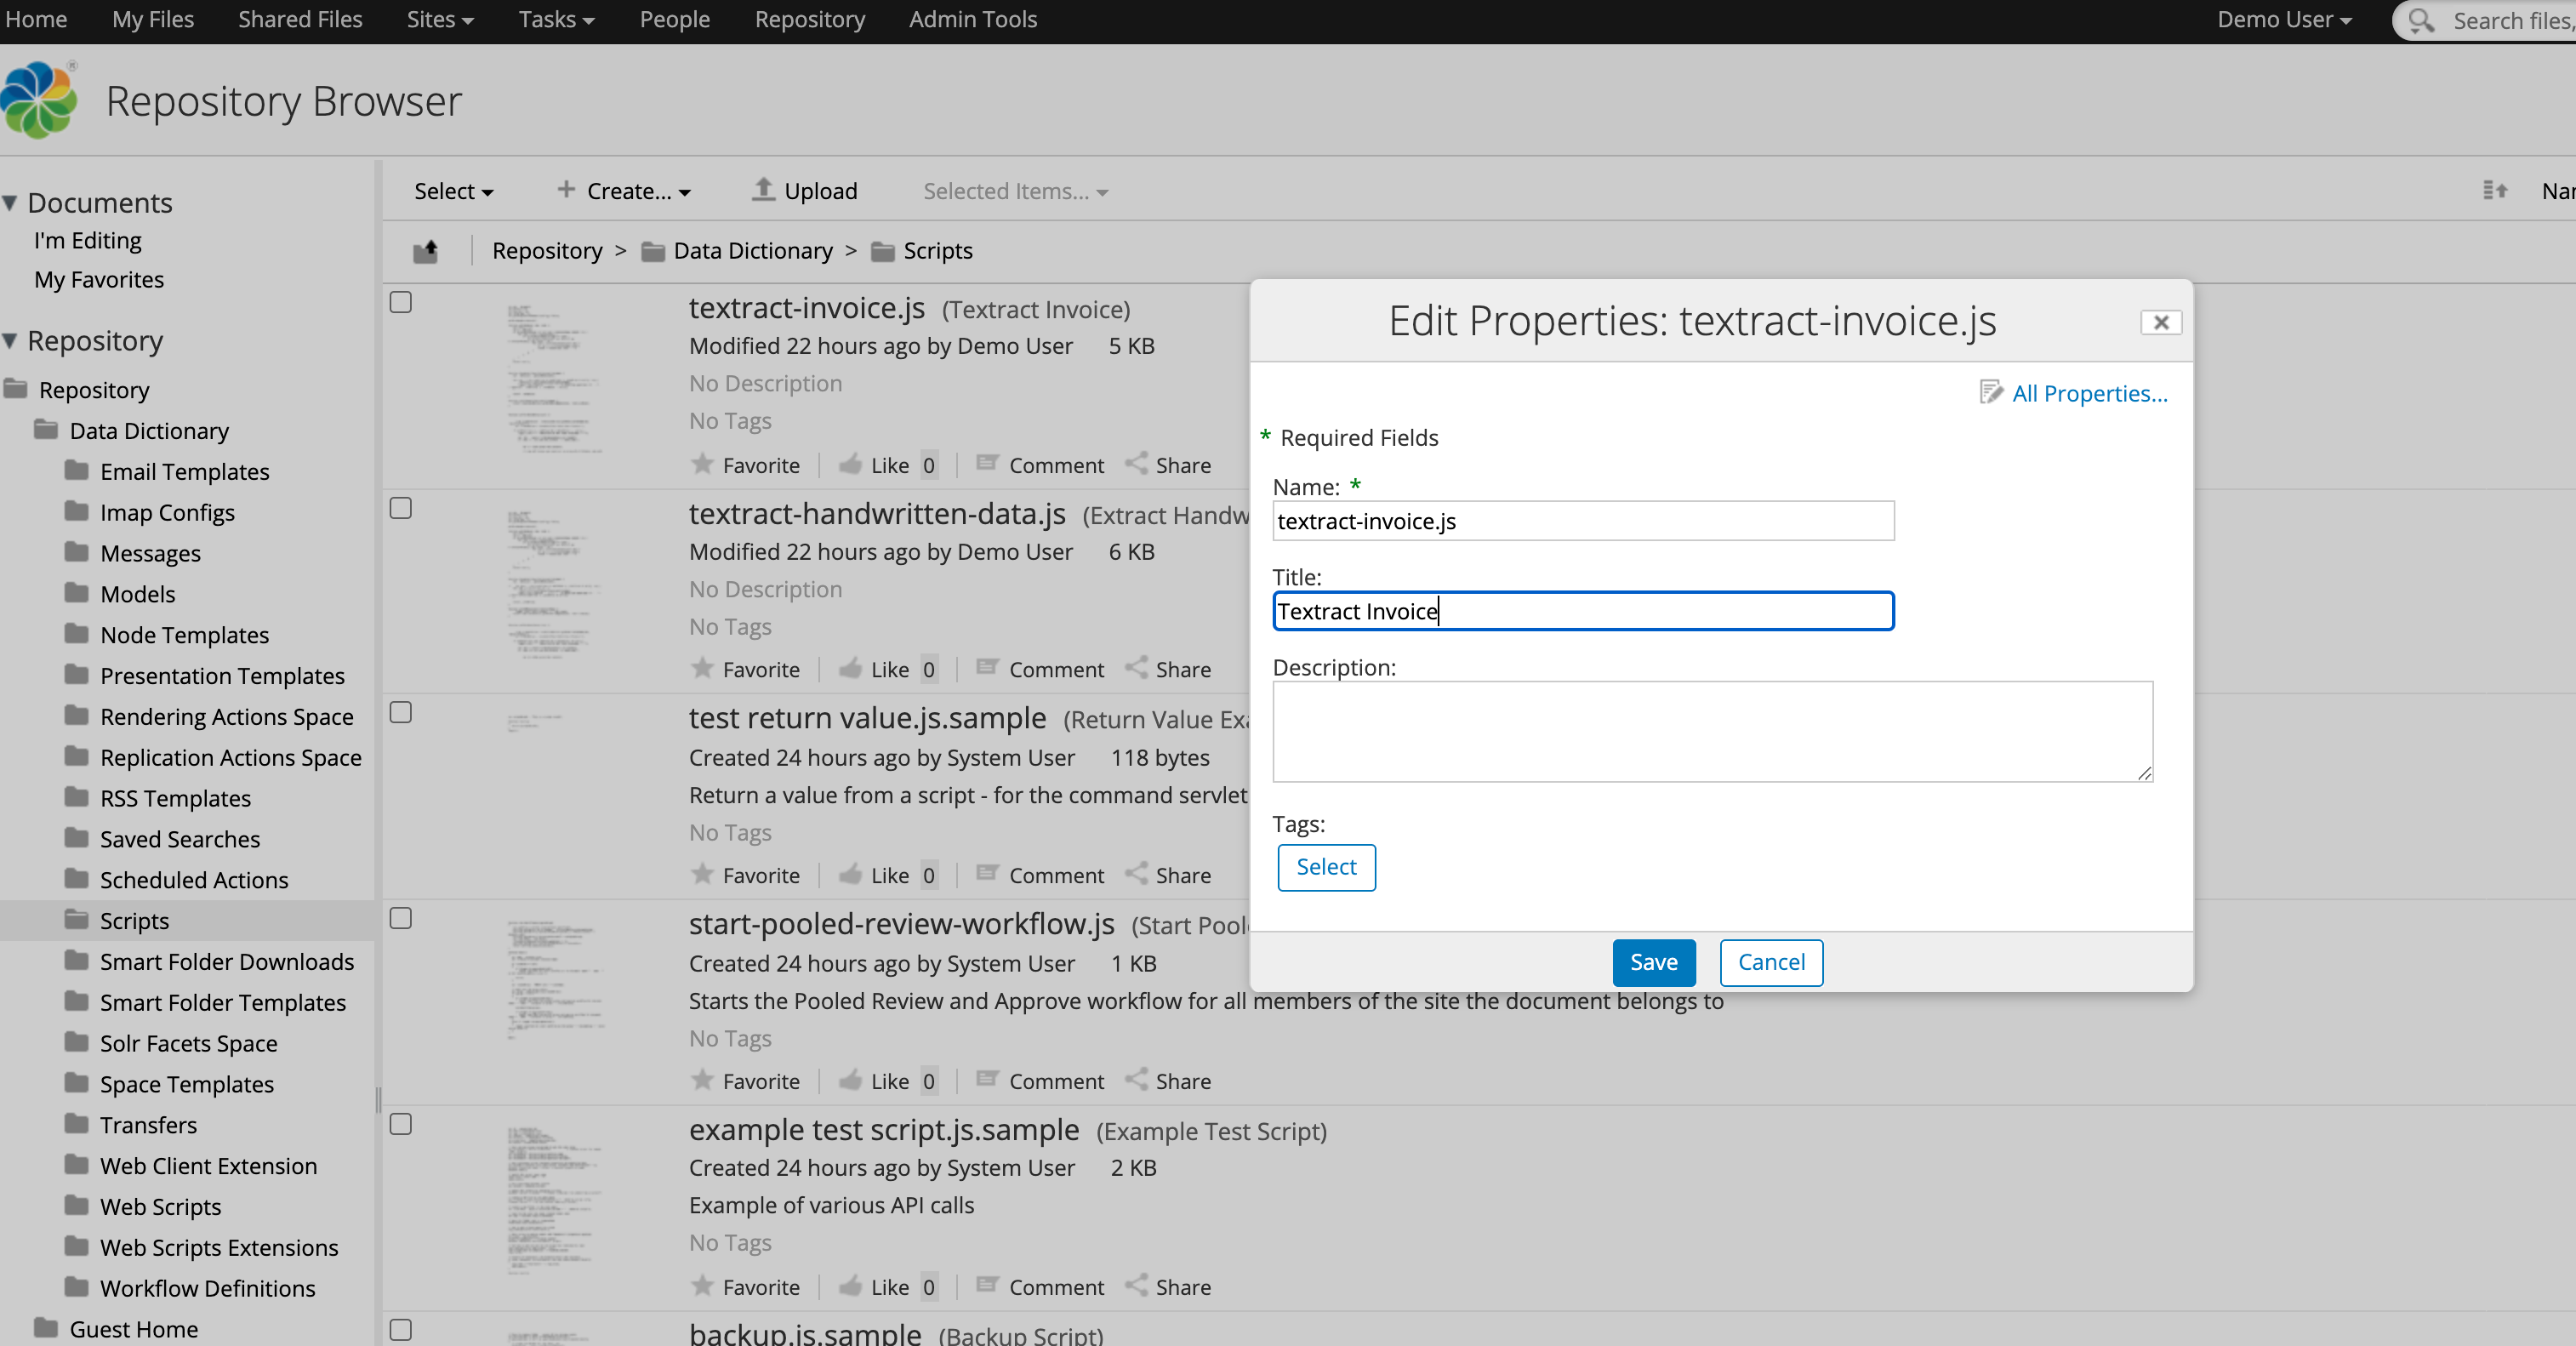 Home My Files Shared Files Sites Tasks People Repository Admin Tools Demo User Search files,
Repository Browser
Documents
I'm Editing
My Favorites
Repository
Repository
Data Dictionary
Email Templates
Imap Configs
Messages
Models
Node Templates
Presentation Templates
Rendering Actions Space
Replication Actions Space
RSS Templates
Saved Searches
Scheduled Actions
Scripts
Smart Folder Downloads
Smart Folder Templates
Solr Facets Space
Space Templates
Transfers
Web Client Extension
Web Scripts
Web Scripts Extensions
Workflow Definitions
Guest Home
Select Create... Upload Selected Items... Nar
Repository > Data Dictionary > Scripts
textract-invoice.js (Textract Invoice)
Modified 22 hours ago by Demo User 5 KB
No Description
No Tags
Favorite Like 0 Comment Share
textract-handwritten-data.js (Extract Handw
Modified 22 hours ago by Demo User 6 KB
No Description
No Tags
Favorite Like 0 Comment Share
test return value.js.sample (Return Value Exa
Created 24 hours ago by System User 118 bytes
Return a value from a script - for the command servlet
No Tags
Favorite Like 0 Comment Share
start-pooled-review-workflow.js (Start Poole
Created 24 hours ago by System User 1 KB
Starts the Pooled Review and Approve workflow for all members of the site the document belongs to
No Tags
Favorite Like 0 Comment Share
example test script.js.sample (Example Test Script)
Created 24 hours ago by System User 2 KB
Example of various API calls
No Tags
Favorite Like 0 Comment Share
backup.js.sample (Backup Script)
Edit Properties: textract-invoice.js
All Properties...
* Required Fields
Name: *
textract-invoice.js
Title:
Textract Invoice
Description:
Tags:
Select
Save Cancel